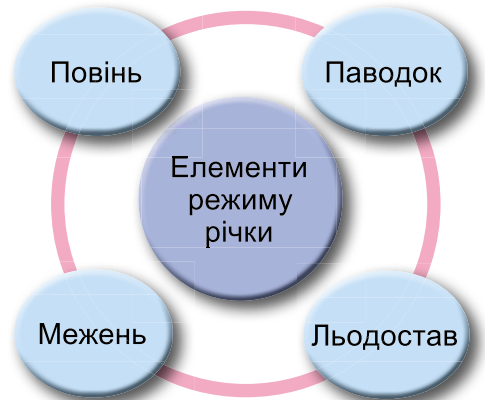 Повінь
Паводок
Елементи
режиму
річки
Межень
Льодостав